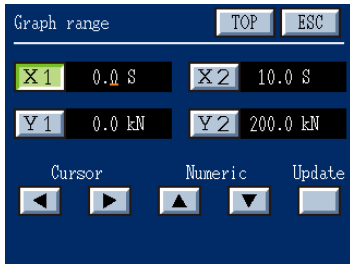 Graph range TOP ESC
X1 0.0 S X2 10.0 S
Y1 0.0 kN Y2 200.0 kN
Cursor Numeric Update